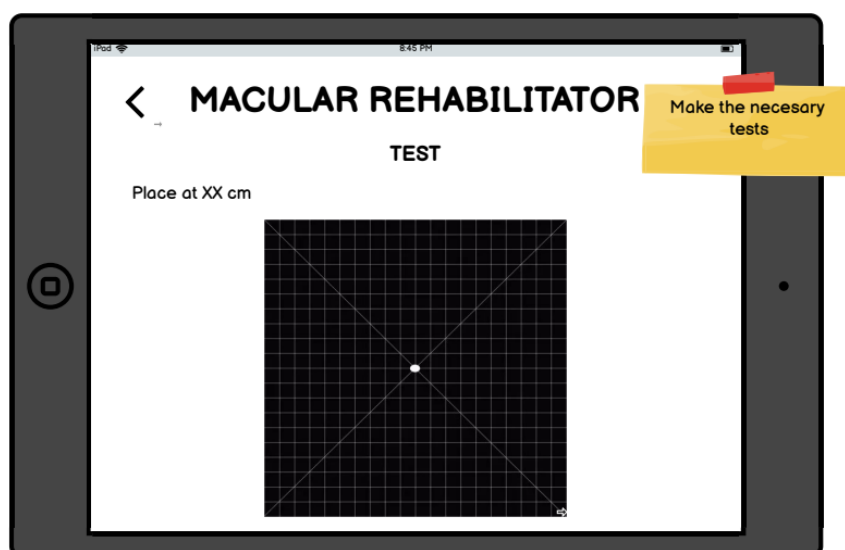 iPad 8:45 PM
MACULAR REHABILITATOR
Make the necesary
tests
TEST
Place at XX cm